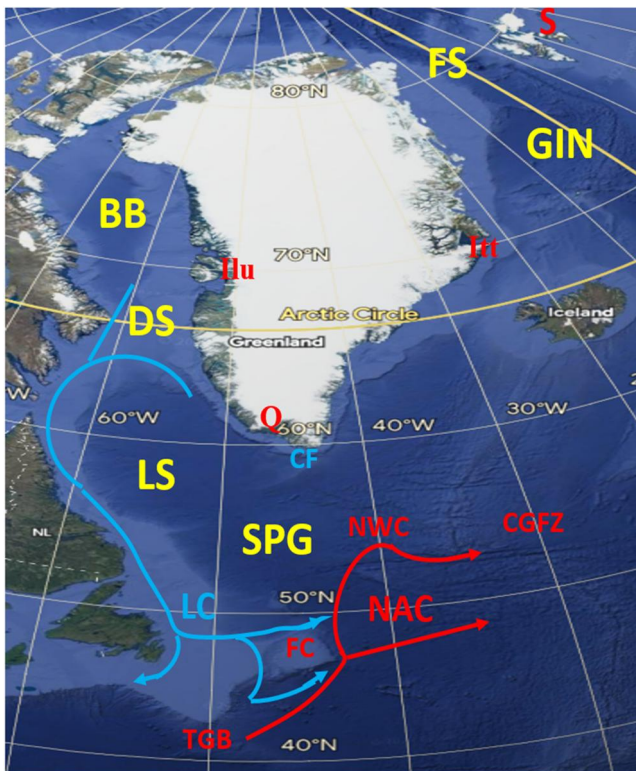 S
FS
80°N
GIN
BB
70°N
Itt
Ilu
DS
Arctic Circle
Iceland
Greenland
°W
60°W
Q
60°N
40°W
30°W
2
CF
LS
NL
SPG
NWC
CGFZ
50°N
LC
NAC
FC
TGB
40°N